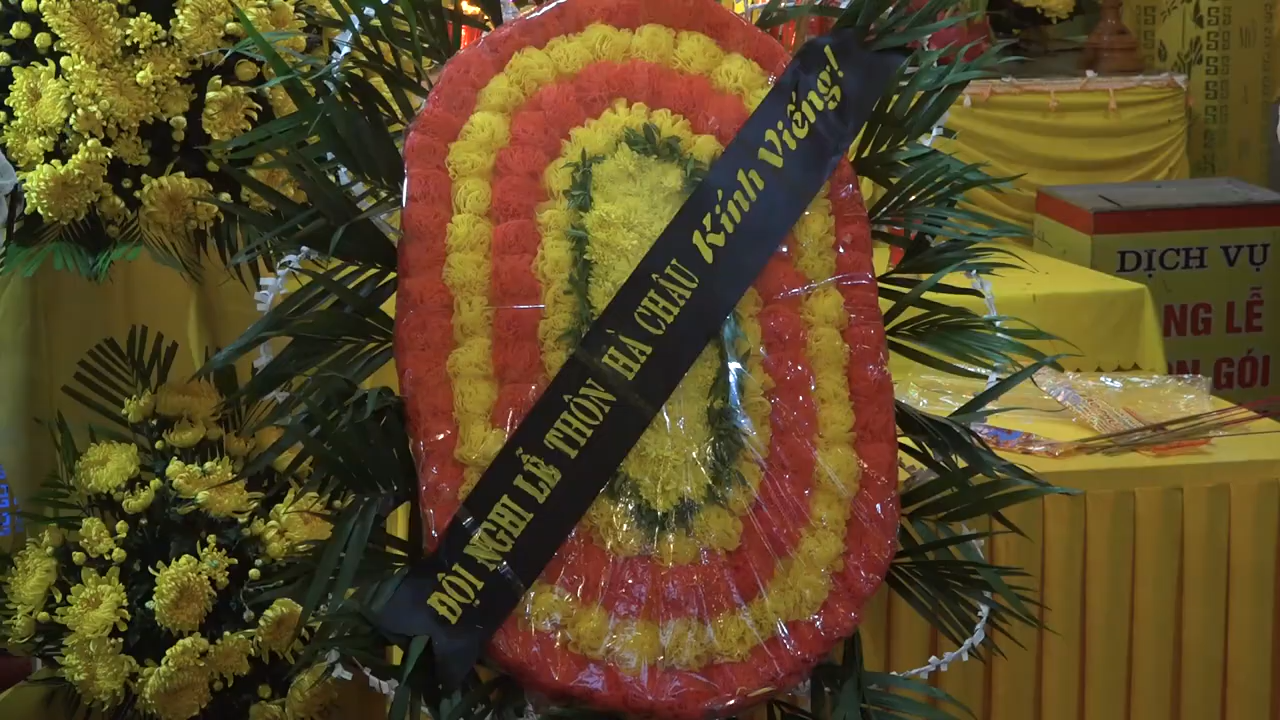 ĐỘI NGHI LỄ THÔN HÀ CHÂU Kính Viếng!
DỊCH VỤ
NG LỄ
N GÓI